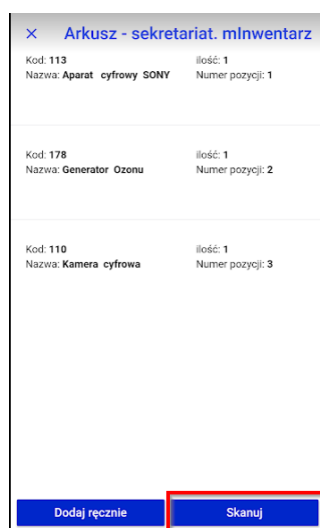 × Arkusz - sekretariat. mInwentarz
Kod: 113 ilość: 1
Nazwa: Aparat cyfrowy SONY Numer pozycji: 1
Kod: 178 ilość: 1
Nazwa: Generator Ozonu Numer pozycji: 2
Kod: 110 ilość: 1
Nazwa: Kamera cyfrowa Numer pozycji: 3
Dodaj ręcznie Skanuj